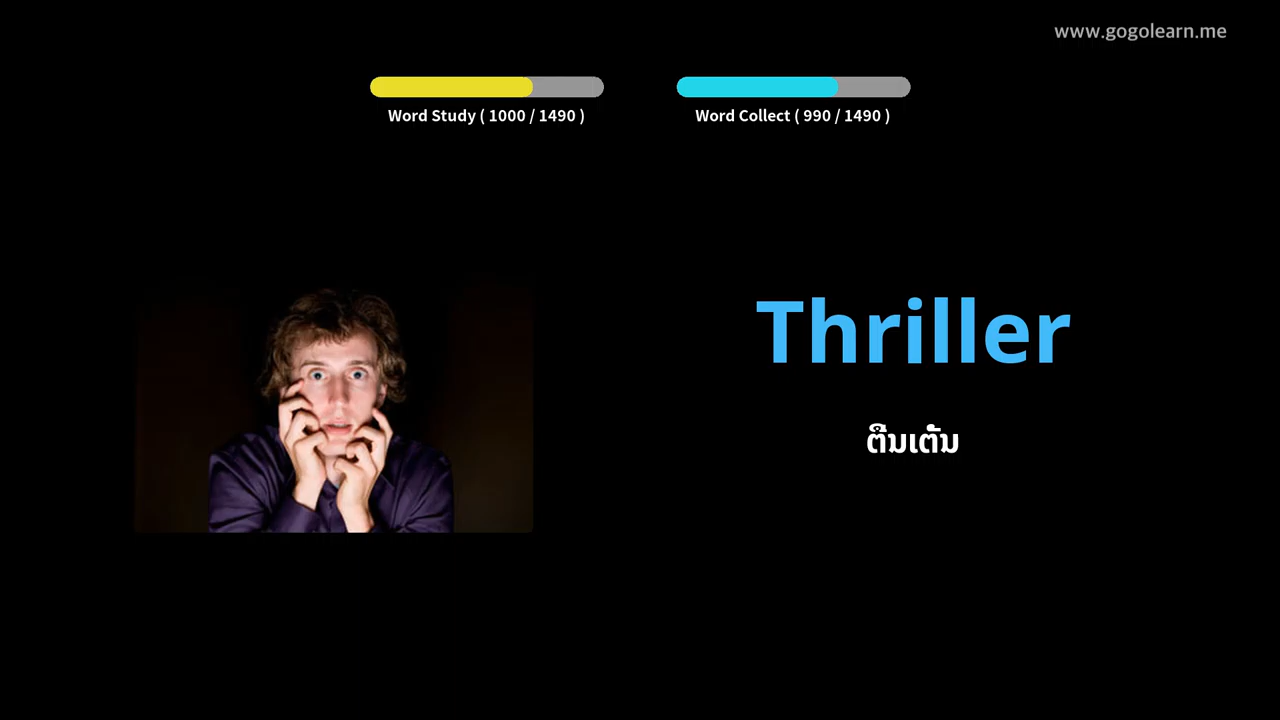 www.gogolearn.me
Word Study ( 1000 / 1490 )
Word Collect ( 990 / 1490 )
Thriller
ຕື່ນເຕັ້ນ